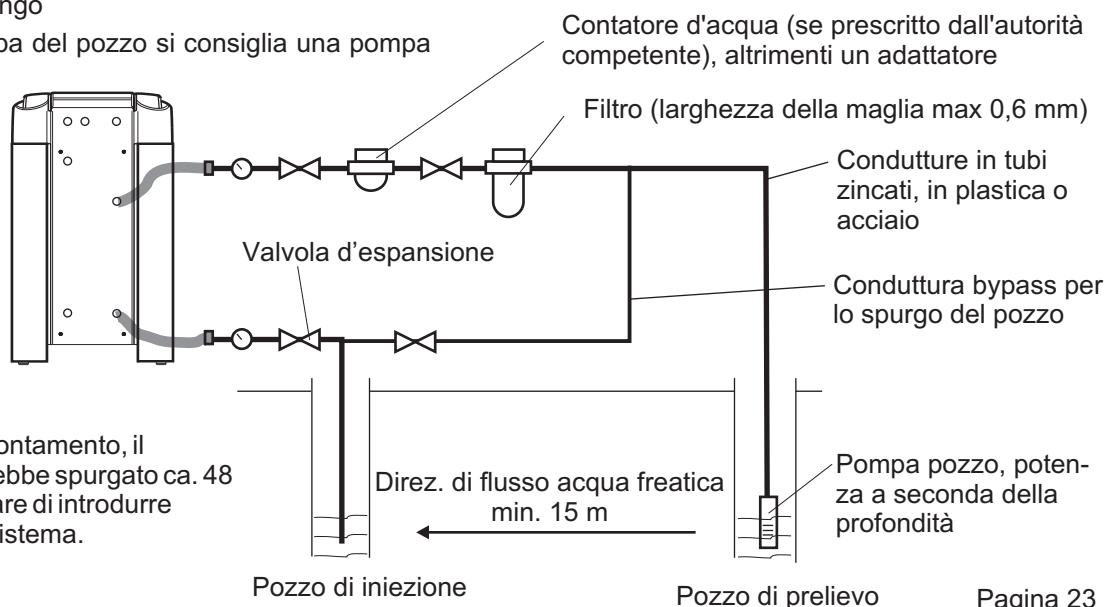 ngo
pa del pozzo si consiglia una pompa
Contatore d'acqua (se prescritto dall'autorità
competente), altrimenti un adattatore
Filtro (larghezza della maglia max 0,6 mm)
Condutture in tubi
zincati, in plastica o
acciaio
Valvola d’espansione
Conduttura bypass per
lo spurgo del pozzo
ontamento, il
ebbe spurgato ca. 48
are di introdurre
istema.
Direz. di flusso acqua freatica
min. 15 m
Pompa pozzo, poten-
za a seconda della
profondità
Pozzo di iniezione
Pozzo di prelievo
Pagina 23